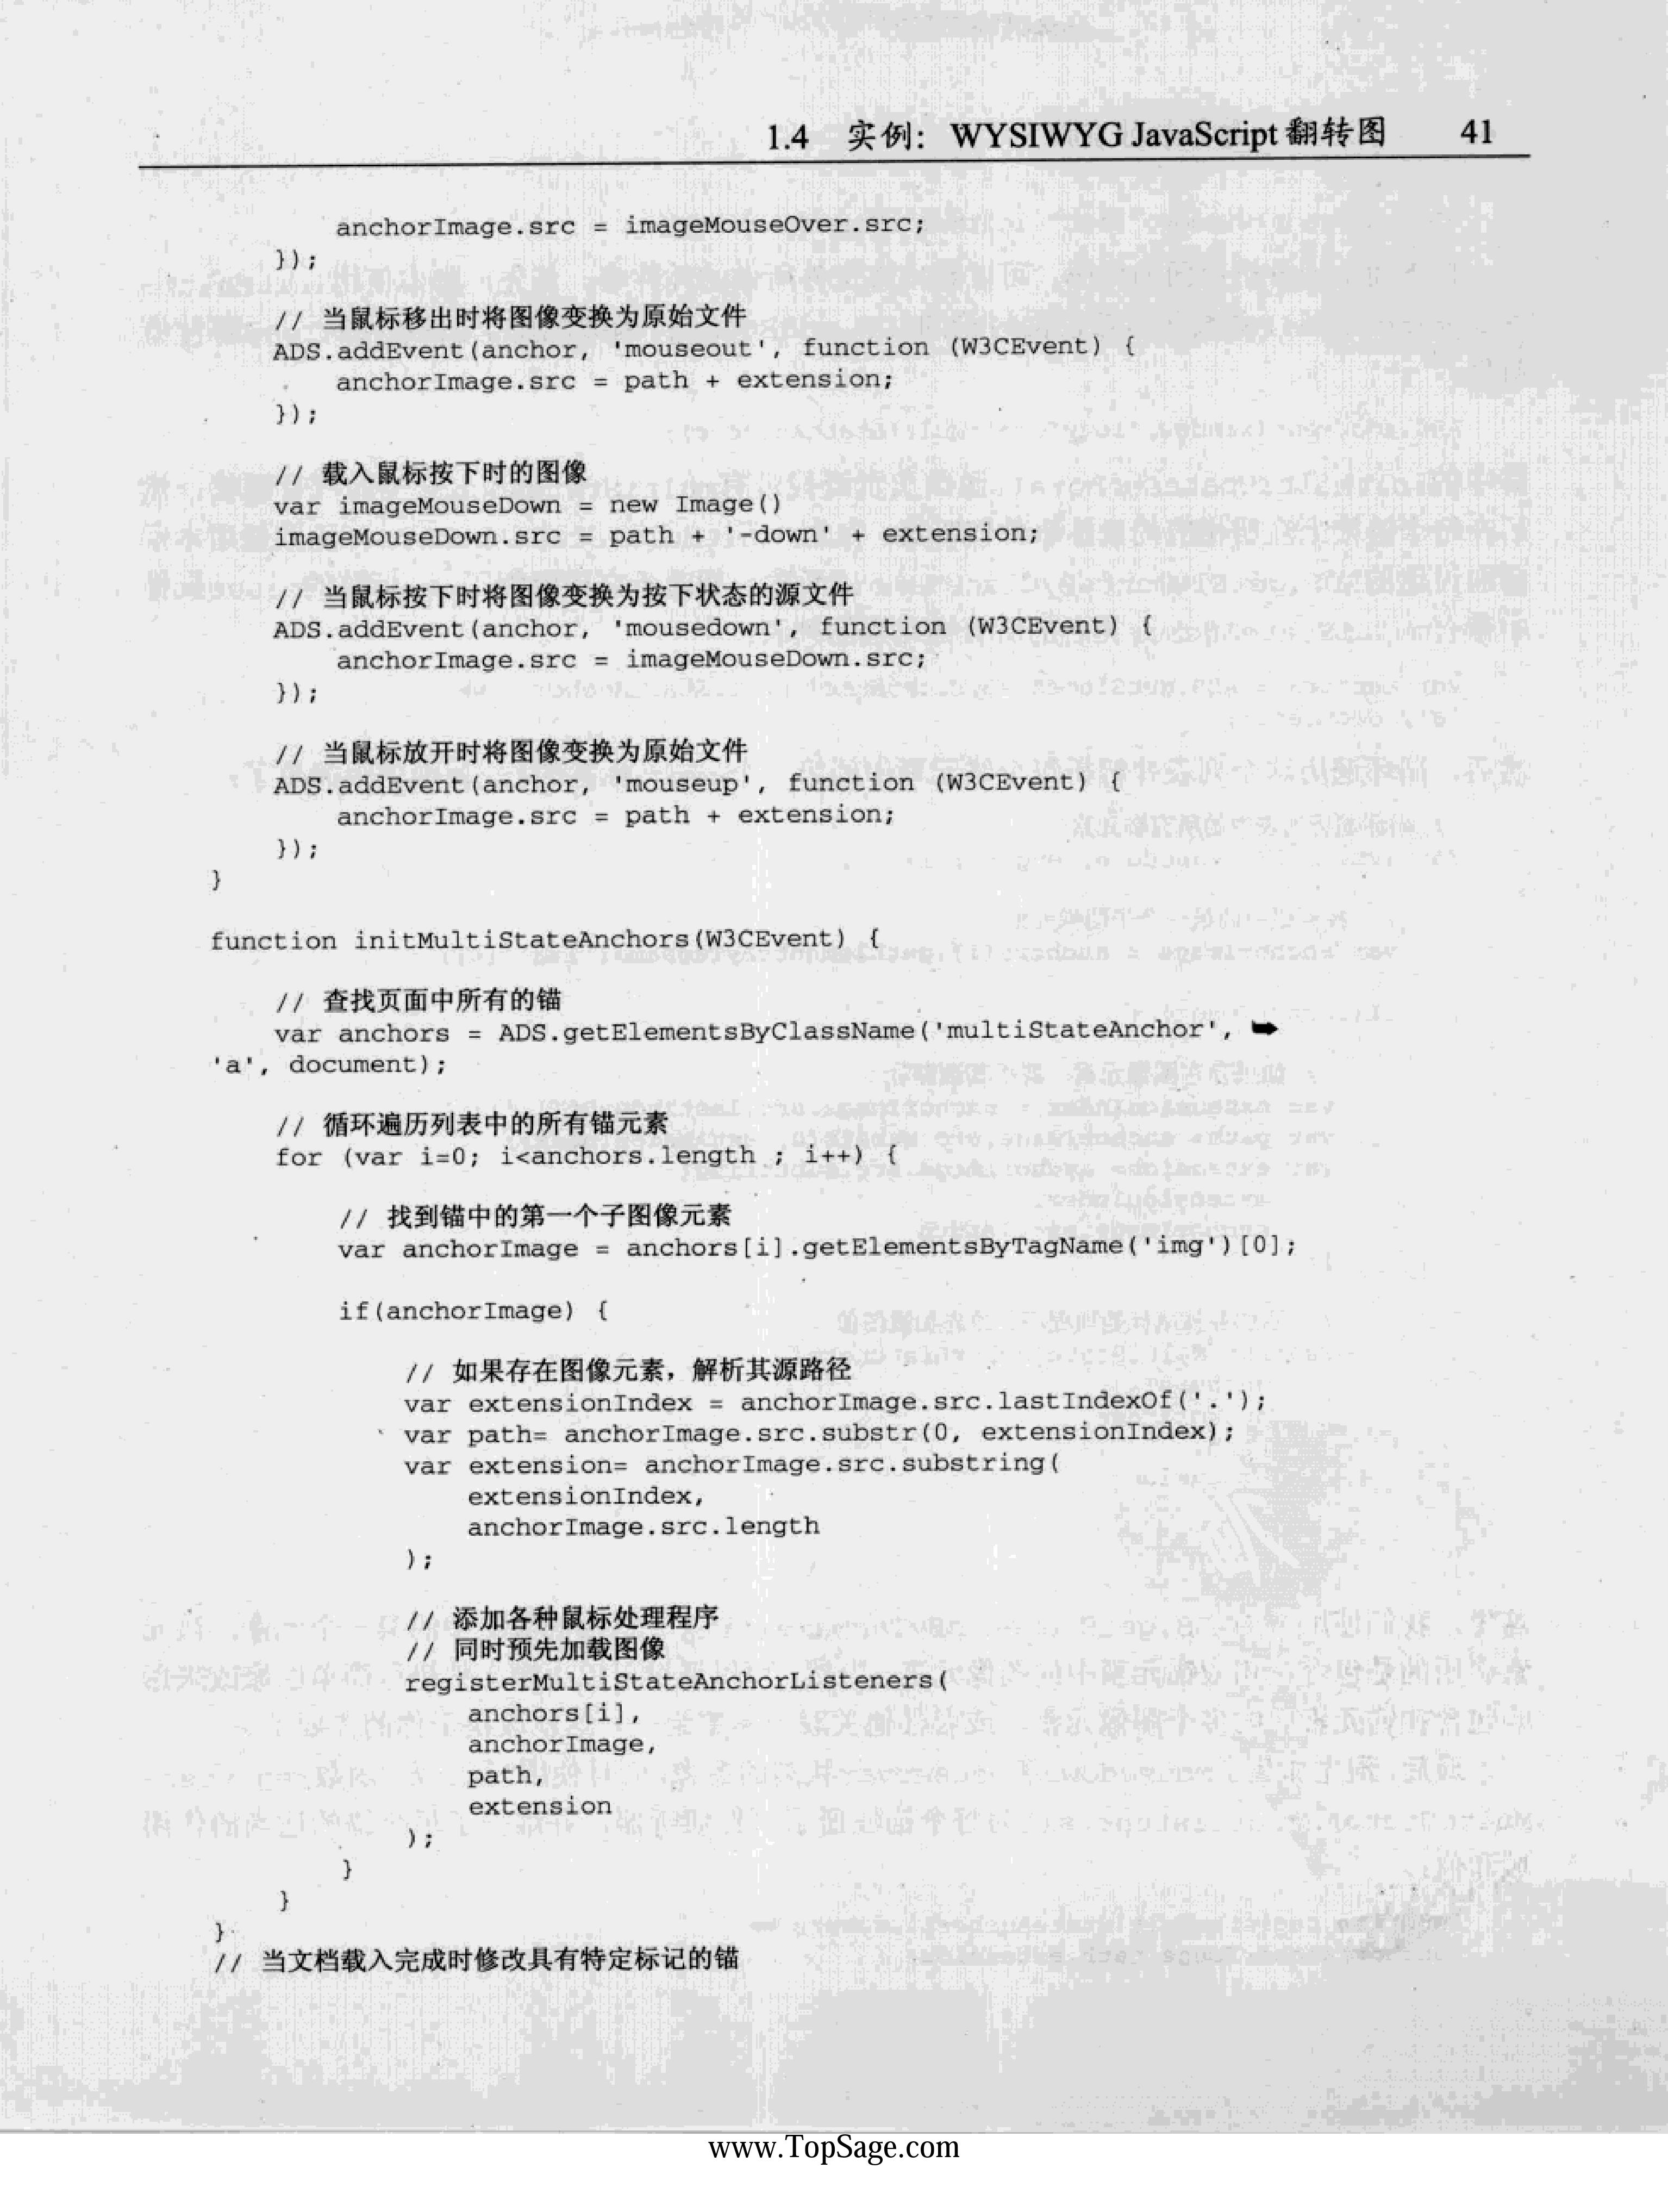 1.4 实例: WYSIWYG JavaScript 翻转图 41
anchorImage.src = imageMouseOver.src;
});
// 当鼠标移出时将图像变换为原始文件
ADS.addEvent(anchor, 'mouseout', function (W3CEvent) {
anchorImage.src = path + extension;
});
// 载入鼠标按下时的图像
var imageMouseDown = new Image()
imageMouseDown.src = path + '-down' + extension;
// 当鼠标按下时将图像变换为按下状态的源文件
ADS.addEvent(anchor, 'mousedown', function (W3CEvent) {
anchorImage.src = imageMouseDown.src;
});
// 当鼠标放开时将图像变换为原始文件
ADS.addEvent(anchor, 'mouseup', function (W3CEvent) {
anchorImage.src = path + extension;
});
}
function initMultiStateAnchors(W3CEvent) {
// 查找页面中所有的锚
var anchors = ADS.getElementsByClassName('multiStateAnchor', ➥
'a', document);
// 循环遍历列表中的所有锚元素
for (var i=0; i<anchors.length ; i++) {
// 找到锚中的第一个子图像元素
var anchorImage = anchors[i].getElementsByTagName('img')[0];
if(anchorImage) {
// 如果存在图像元素，解析其源路径
var extensionIndex = anchorImage.src.lastIndexOf('.');
var path= anchorImage.src.substr(0, extensionIndex);
var extension= anchorImage.src.substring(
extensionIndex,
anchorImage.src.length
);
// 添加各种鼠标处理程序
// 同时预先加载图像
registerMultiStateAnchorListeners(
anchors[i],
anchorImage,
path,
extension
);
}
}
}
// 当文档载入完成时修改具有特定标记的锚
www.TopSage.com